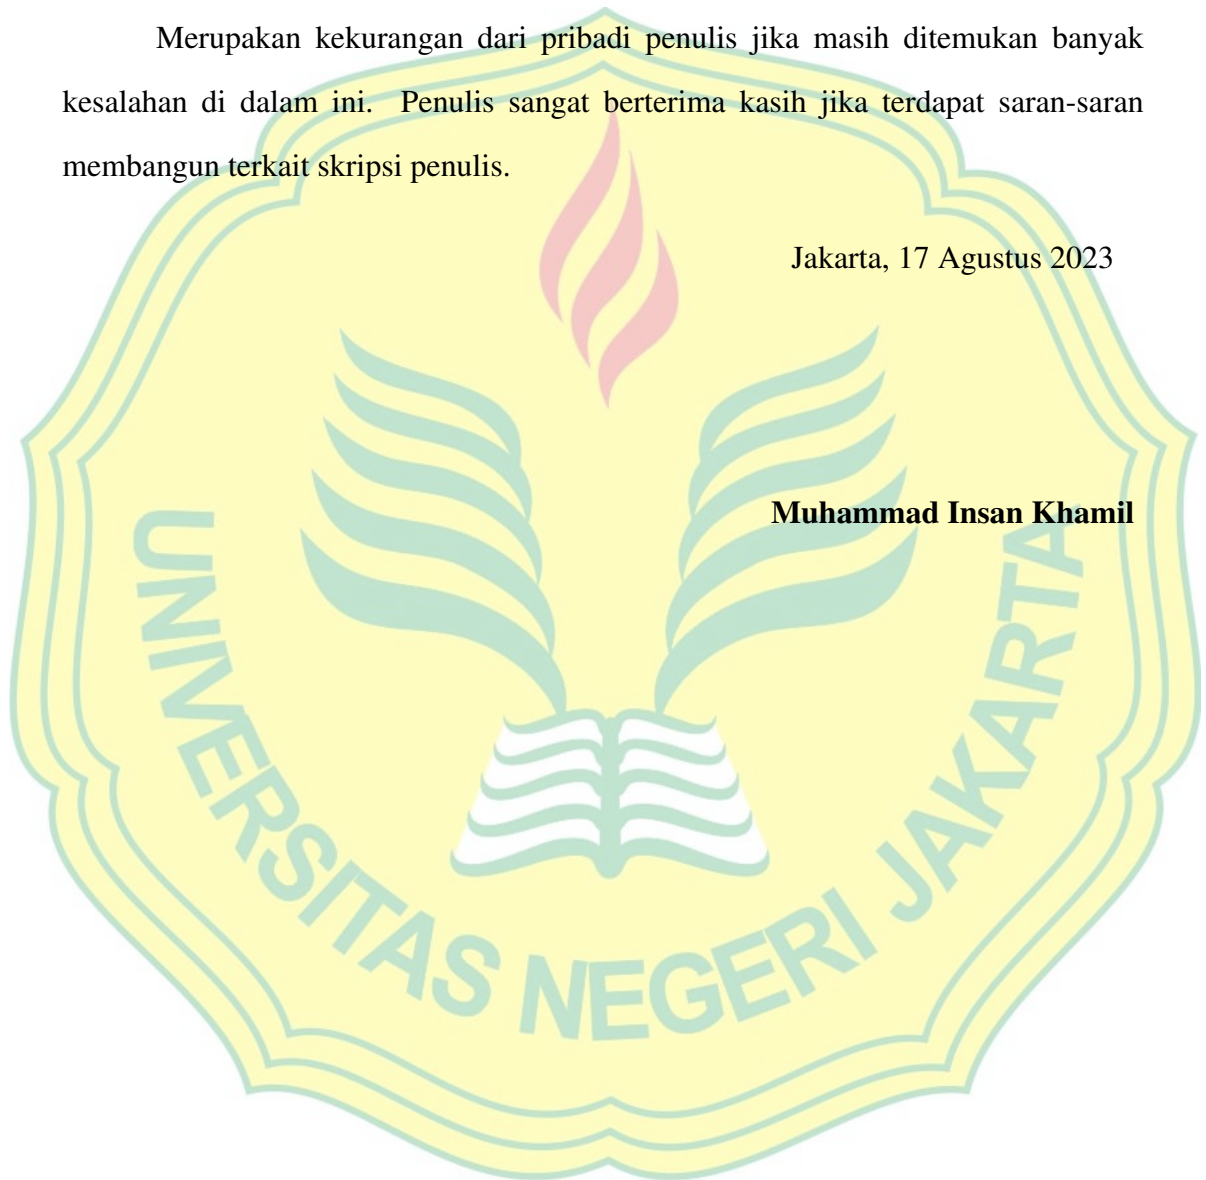 Merupakan kekurangan dari pribadi penulis jika masih ditemukan banyak
kesalahan di dalam ini. Penulis sangat berterima kasih jika terdapat saran-saran
membangun terkait skripsi penulis.
Jakarta, 17 Agustus 2023
Muhammad Insan Khamil
UNIVERSITAS NEGERI JAKARTA